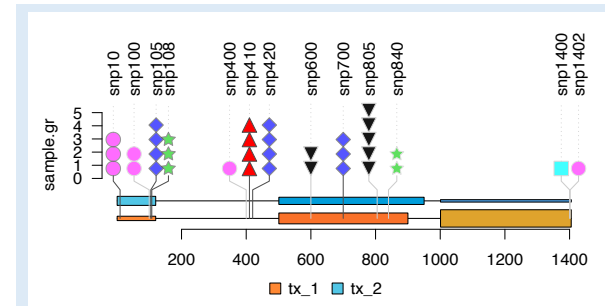 snp10 snp100 snp105 snp108 snp400 snp410 snp420 snp600 snp700 snp805 snp840 snp1400 snp1402
sample.gr
5
4
3
2
1
0
200 400 600 800 1000 1200 1400
tx_1 tx_2